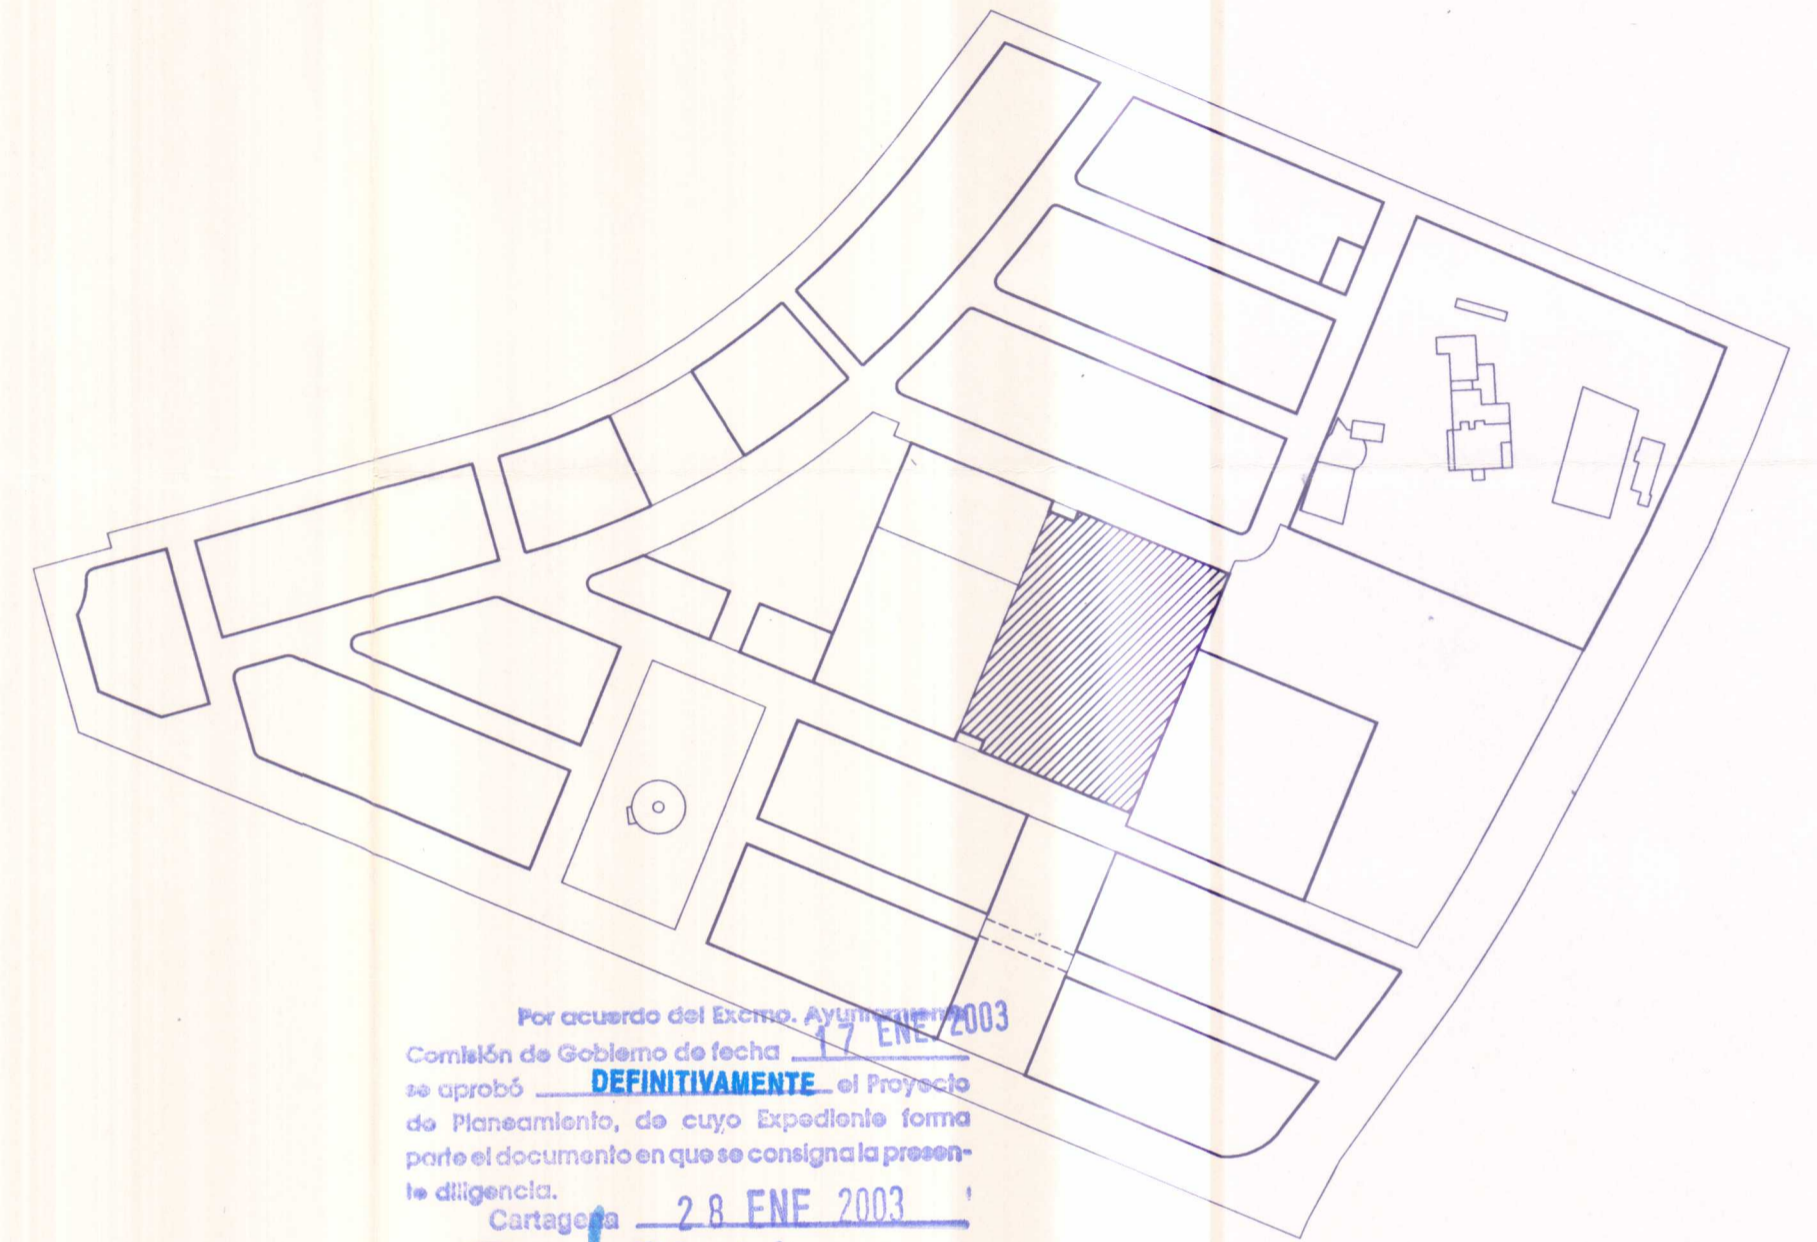 Por acuerdo del Excmo. Ayuntamiento
Comisión de Gobierno de fecha 17 ENE. 2003
se aprobó DEFINITIVAMENTE el Proyecto
de Planeamiento, de cuyo Expediente forma
parte el documento en que se consigna la presen-
te diligencia.
Cartagena 28 ENE 2003